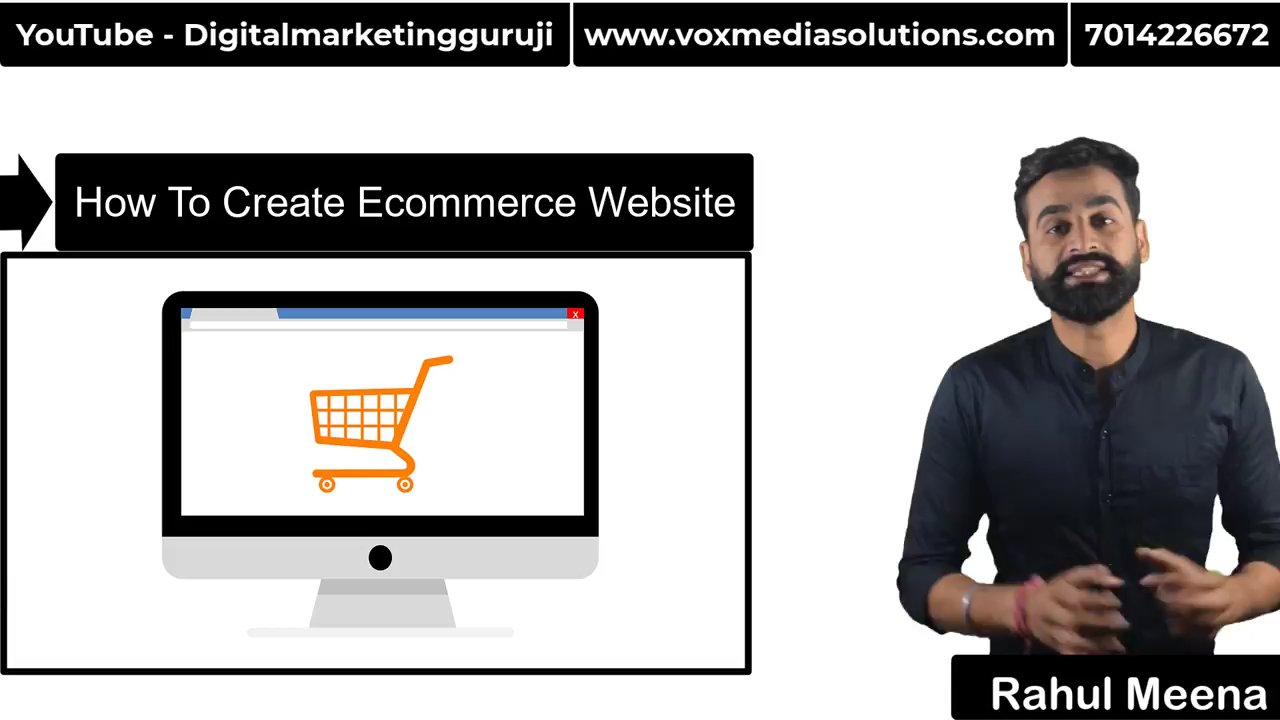 YouTube - Digitalmarketingguruji
www.voxmediasolutions.com
7014226672
How To Create Ecommerce Website
x
Rahul Meena